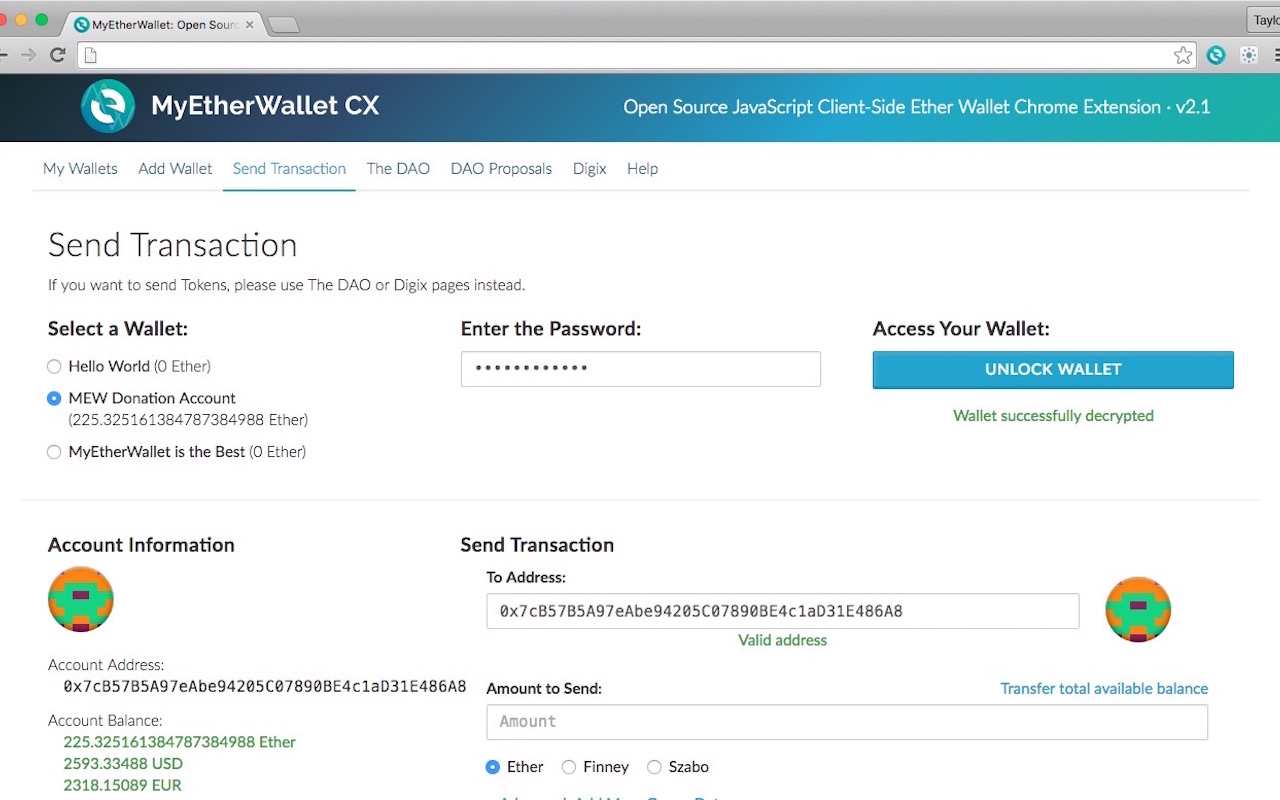 MyEtherWallet: Open Sourc
Taylo
MyEtherWallet CX
Open Source JavaScript Client-Side Ether Wallet Chrome Extension · v2.1
My Wallets Add Wallet Send Transaction The DAO DAO Proposals Digix Help
Send Transaction
If you want to send Tokens, please use The DAO or Digix pages instead.
Select a Wallet:
Hello World (0 Ether)
MEW Donation Account
(225.325161384787384988 Ether)
MyEtherWallet is the Best (0 Ether)
Enter the Password:
••••••••••••
Access Your Wallet:
UNLOCK WALLET
Wallet successfully decrypted
Account Information
Account Address:
0x7cB57B5A97eAbe94205C07890BE4c1aD31E486A8
Account Balance:
225.325161384787384988 Ether
2593.33488 USD
2318.15089 EUR
Send Transaction
To Address:
0x7cB57B5A97eAbe94205C07890BE4c1aD31E486A8
Valid address
Amount to Send:
Transfer total available balance
Amount
Ether Finney Szabo